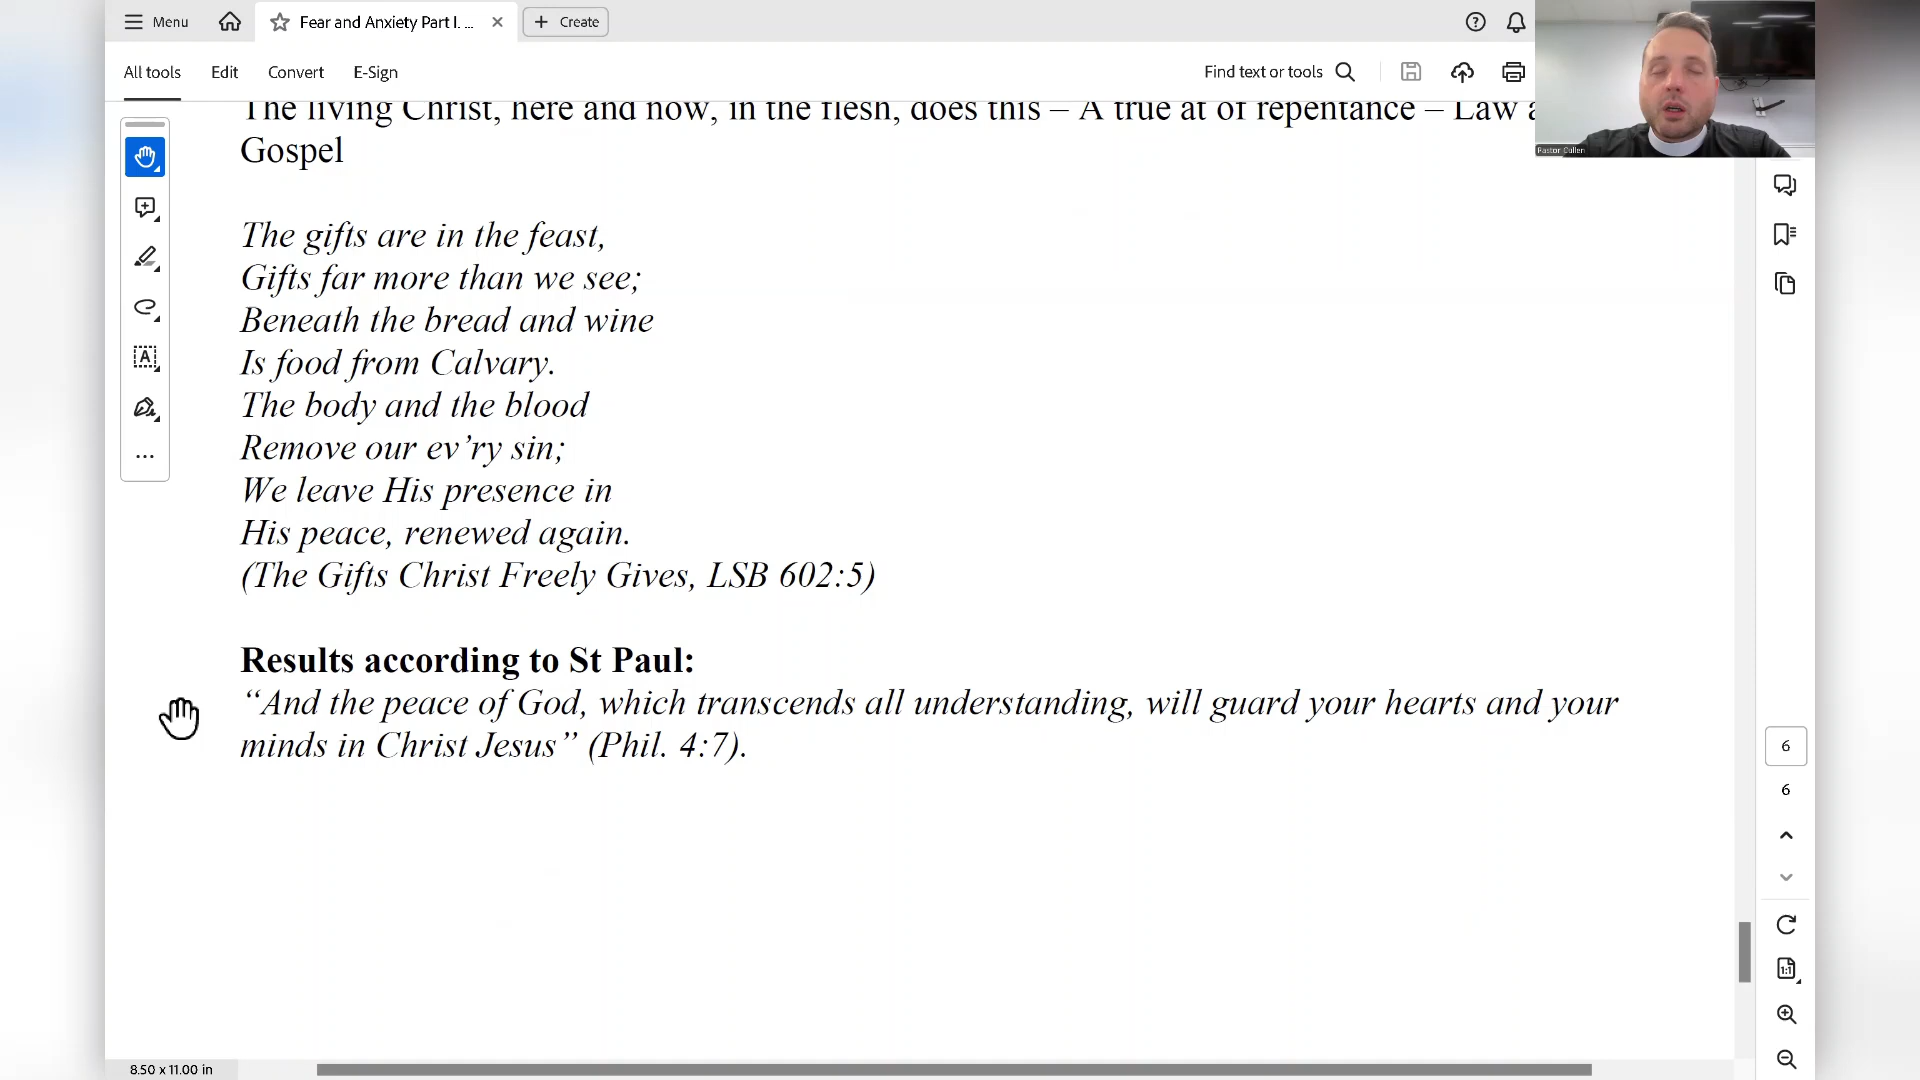 Menu
Fear and Anxiety Part I. ...
Create
All tools
Edit
Convert
E-Sign
Find text or tools
The living Christ, here and now, in the flesh, does this – A true at of repentance – Law a
Gospel
Pastor Cullen
The gifts are in the feast,
Gifts far more than we see;
Beneath the bread and wine
Is food from Calvary.
The body and the blood
Remove our ev’ry sin;
We leave His presence in
His peace, renewed again.
(The Gifts Christ Freely Gives, LSB 602:5)
Results according to St Paul:
“And the peace of God, which transcends all understanding, will guard your hearts and your
minds in Christ Jesus” (Phil. 4:7).
6
6
8.50 x 11.00 in